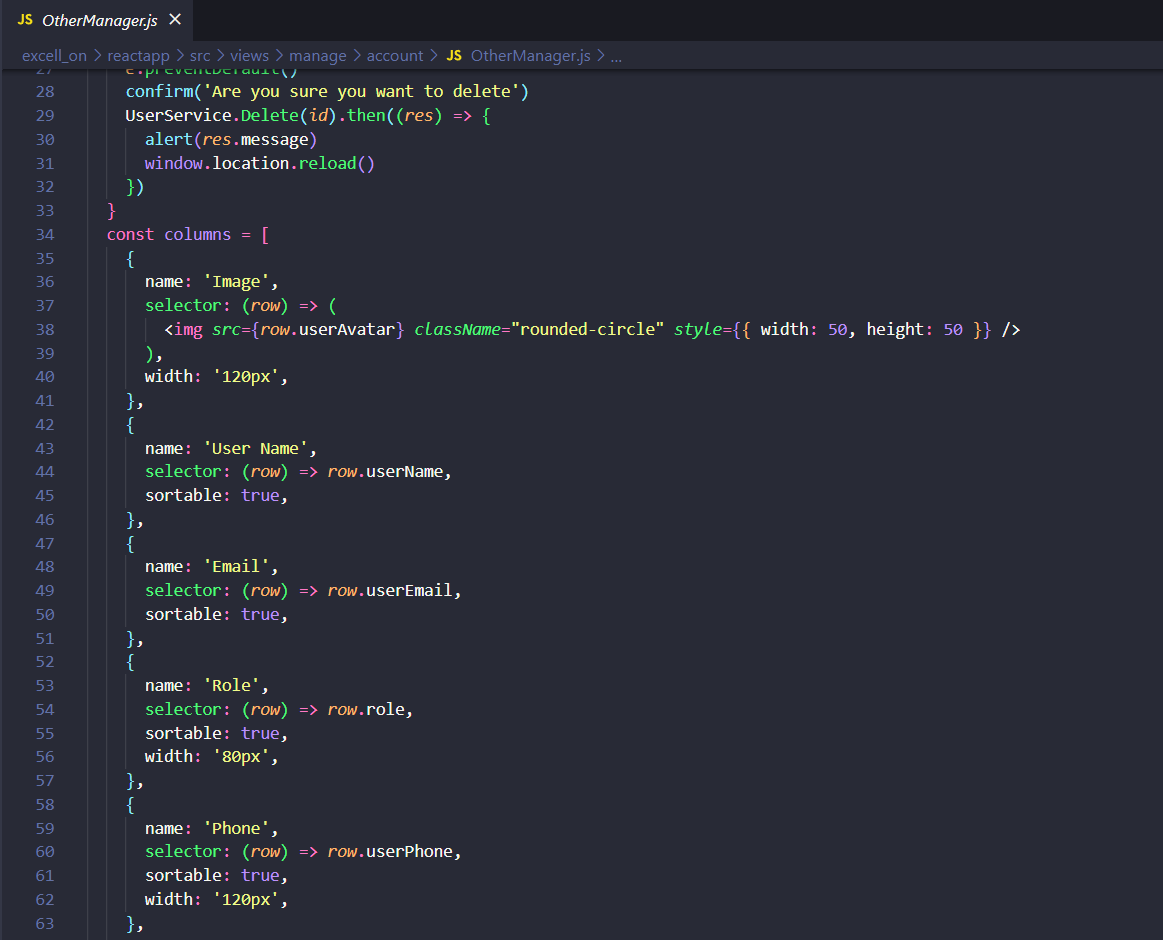 JS OtherManager.js ×
excell_on > reactapp > src > views > manage > account > JS OtherManager.js > ...
27 e.preventDefault()
28 confirm('Are you sure you want to delete')
29 UserService.Delete(id).then((res) => {
30 alert(res.message)
31 window.location.reload()
32 })
33 }
34 const columns = [
35 {
36 name: 'Image',
37 selector: (row) => (
38 <img src={row.userAvatar} className="rounded-circle" style={{ width: 50, height: 50 }} />
39 ),
40 width: '120px',
41 },
42 {
43 name: 'User Name',
44 selector: (row) => row.userName,
45 sortable: true,
46 },
47 {
48 name: 'Email',
49 selector: (row) => row.userEmail,
50 sortable: true,
51 },
52 {
53 name: 'Role',
54 selector: (row) => row.role,
55 sortable: true,
56 width: '80px',
57 },
58 {
59 name: 'Phone',
60 selector: (row) => row.userPhone,
61 sortable: true,
62 width: '120px',
63 },